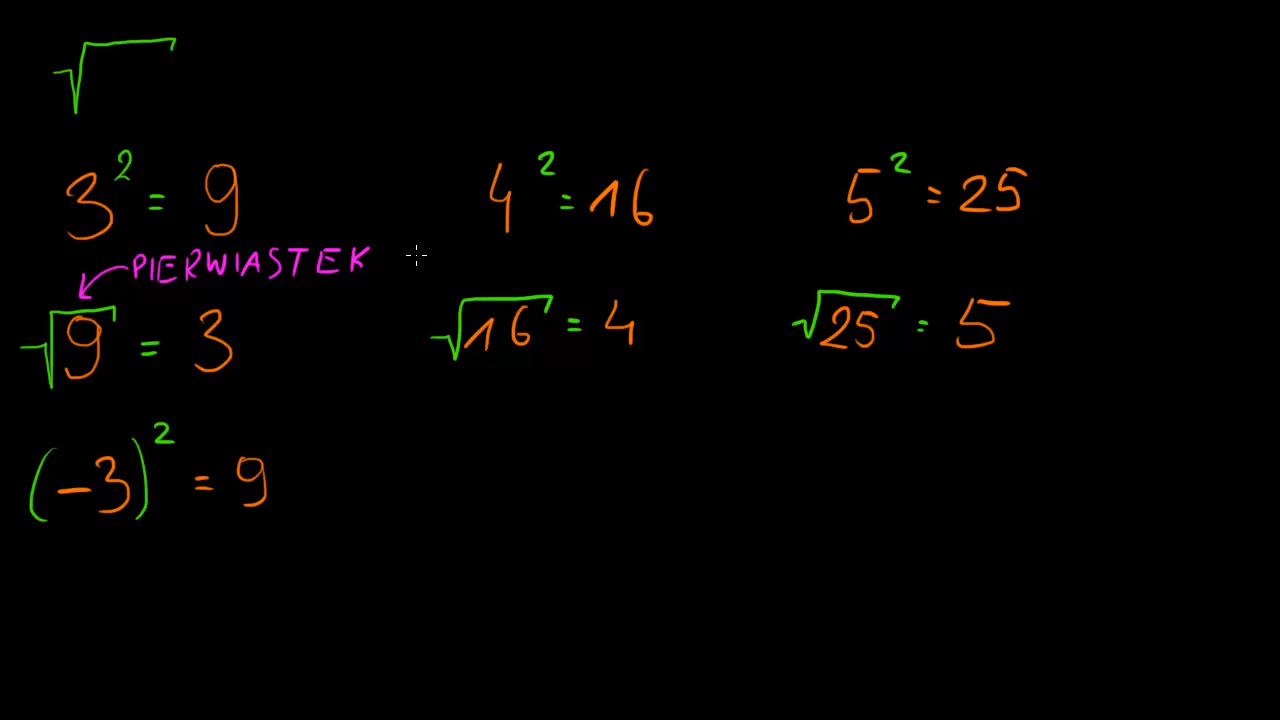 √
3² = 9 4² = 16 5² = 25
PIERWIASTEK
√9 = 3 √16 = 4 √25 = 5
(-3)² = 9